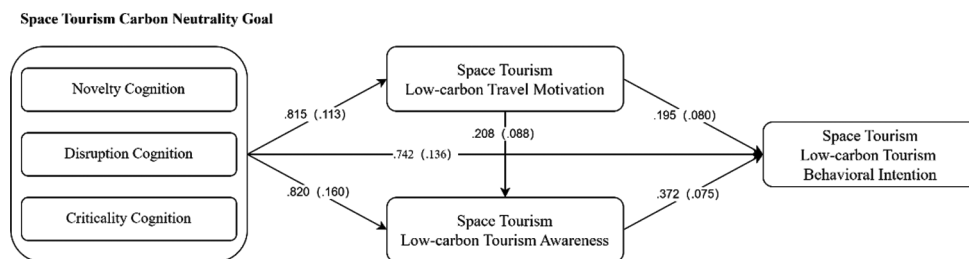 Space Tourism Carbon Neutrality Goal
Novelty Cognition
Disruption Cognition
Criticality Cognition
Space Tourism
Low-carbon Travel Motivation
.815 (.113)
.208 (.088)
.195 (.080)
.742 (.136)
.820 (.160)
.372 (.075)
Space Tourism
Low-carbon Tourism Awareness
Space Tourism
Low-carbon Tourism
Behavioral Intention